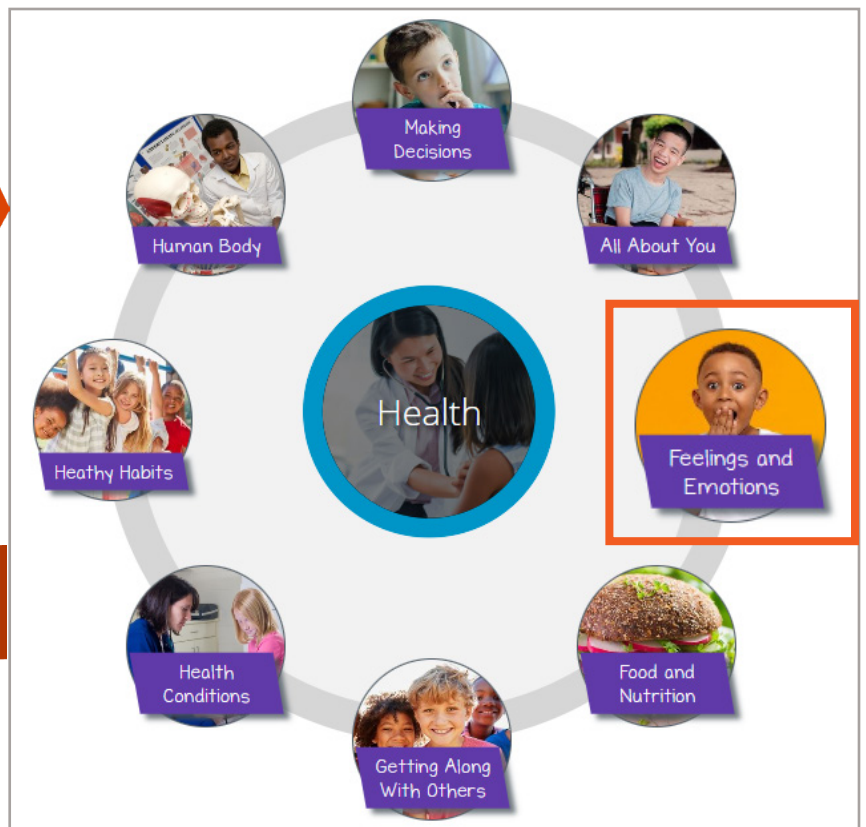 Making
Decisions
Human Body
All About You
Health
Feelings and
Emotions
Heathy Habits
Health
Conditions
Food and
Nutrition
Getting Along
With Others